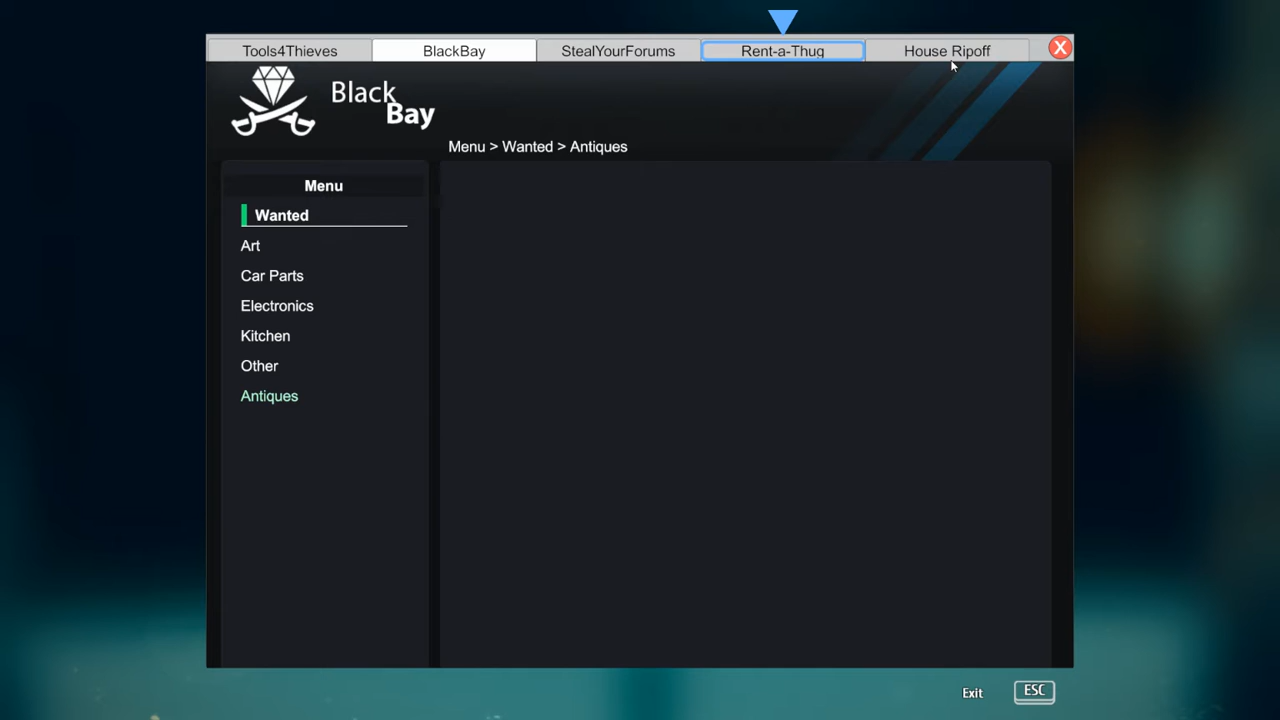 Tools4Thieves BlackBay StealYourForums Rent-a-Thug House Ripoff X
Black
Bay
Menu > Wanted > Antiques
Menu
Wanted
Art
Car Parts
Electronics
Kitchen
Other
Antiques
Exit ESC